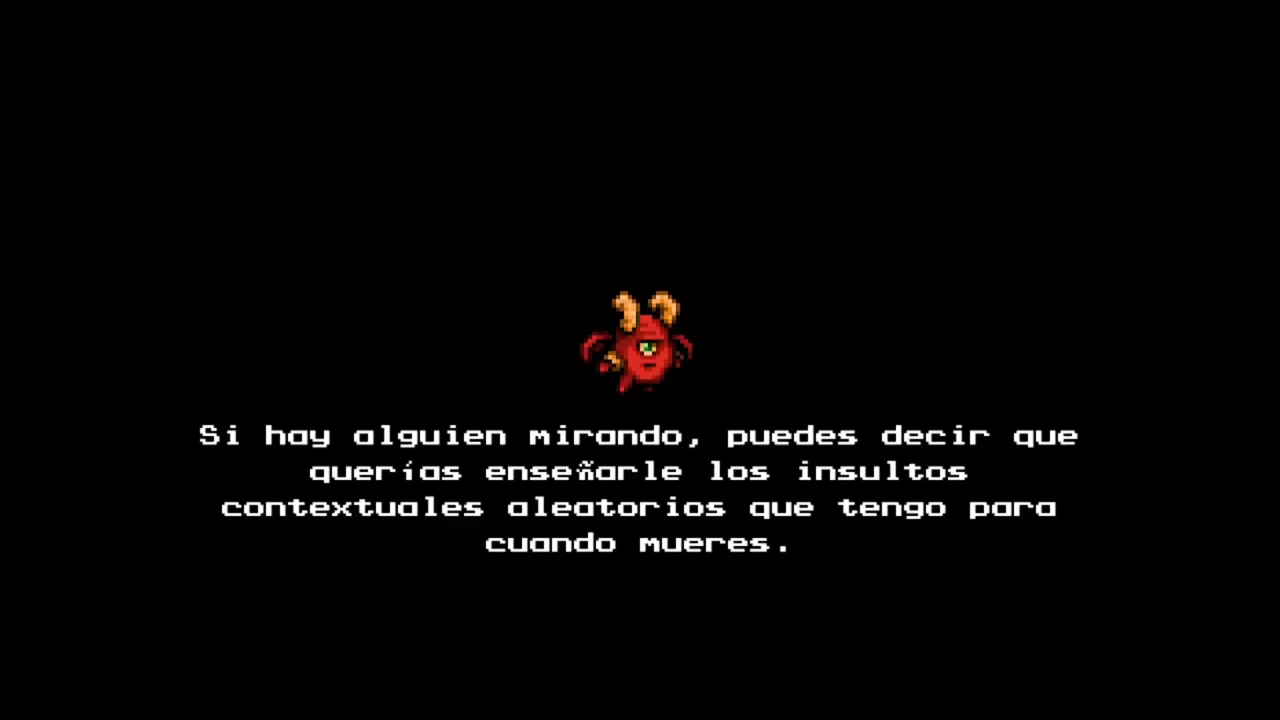 Si hay alguien mirando, puedes decir que
querías enseñarle los insultos
contextuales aleatorios que tengo para
cuando mueres.